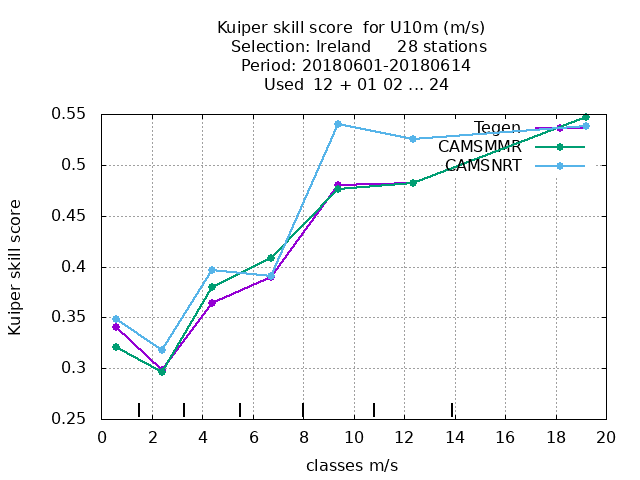 Kuiper skill score  for U10m (m/s)
Selection: Ireland     28 stations
Period: 20180601-20180614
Used  12 + 01 02 ... 24
Kuiper skill score
0.55
0.5
0.45
0.4
0.35
0.3
0.25
Tegen
CAMSMMR
CAMSNRT
0 2 4 6 8 10 12 14 16 18 20
classes m/s